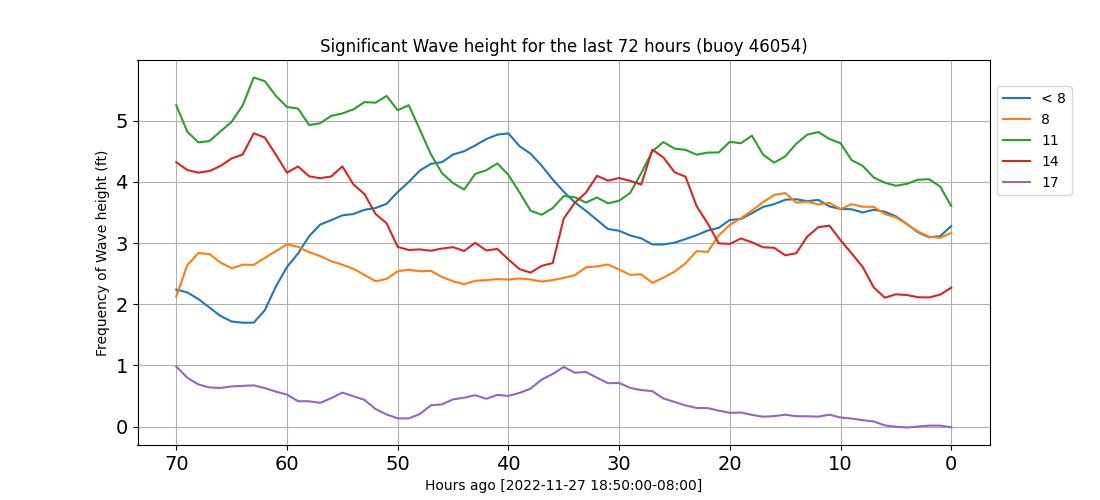 Significant Wave height for the last 72 hours (buoy 46054)
Frequency of Wave height (ft)
5
4
3
2
1
0
70 60 50 40 30 20 10 0
Hours ago [2022-11-27 18:50:00-08:00]
< 8
8
11
14
17